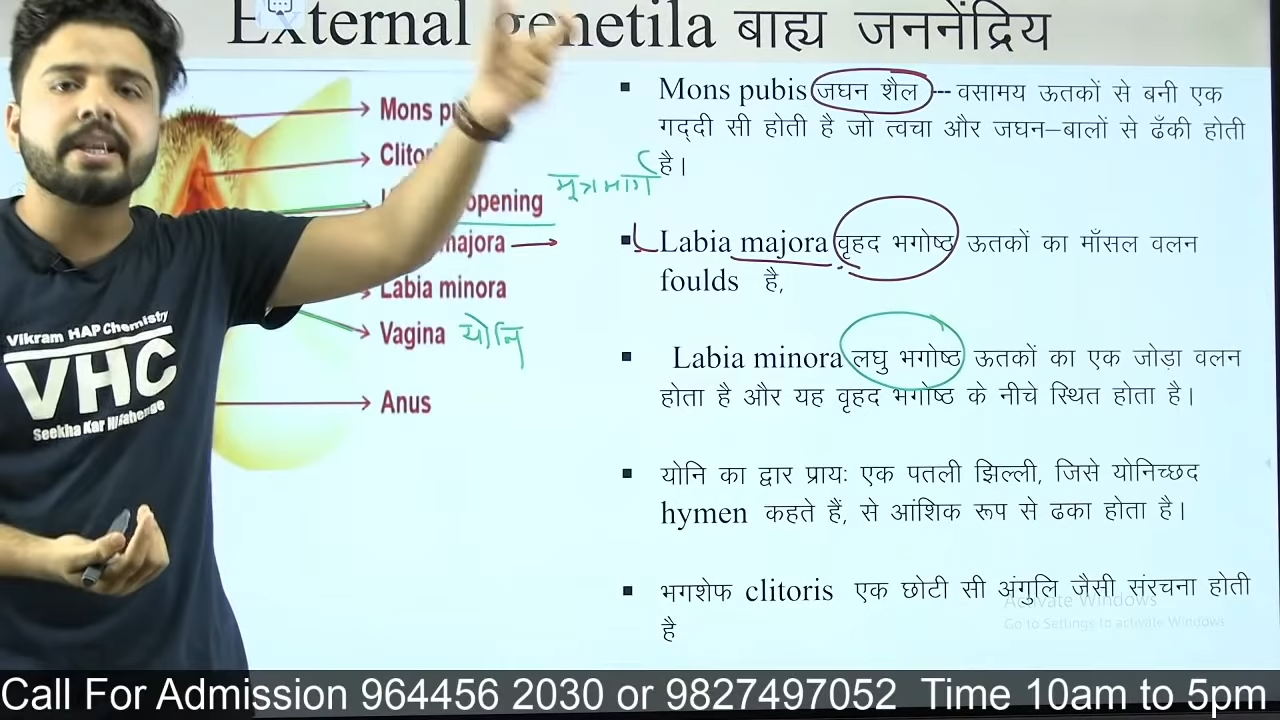 External genetila बाह्य जननेंद्रिय
Mons pu
Clito
opening
मूत्रमार्ग
majora
Labia minora
Vagina योनि
Anus
▪ Mons pubis जघन शैल --- वसामय ऊतकों से बनी एक
गद्दी सी होती है जो त्वचा और जघन–बालों से ढँकी होती
है।
▪ Labia majora वृहद भगोष्ठ ऊतकों का माँसल वलन
foulds है,
▪ Labia minora लघु भगोष्ठ ऊतकों का एक जोड़ा वलन
होता है और यह वृहद भगोष्ठ के नीचे स्थित होता है।
▪ योनि का द्वार प्रायः एक पतली झिल्ली, जिसे योनिच्छद
hymen कहते हैं, से आंशिक रूप से ढका होता है।
▪ भगशेफ clitoris एक छोटी सी अंगुलि जैसी संरचना होती
है
Activate Windows
Go to Settings to activate Windows.
Vikram HAP Chemistry
VHC
Seekha Kar Hi
Call For Admission 964456 2030 or 9827497052 Time 10am to 5pm